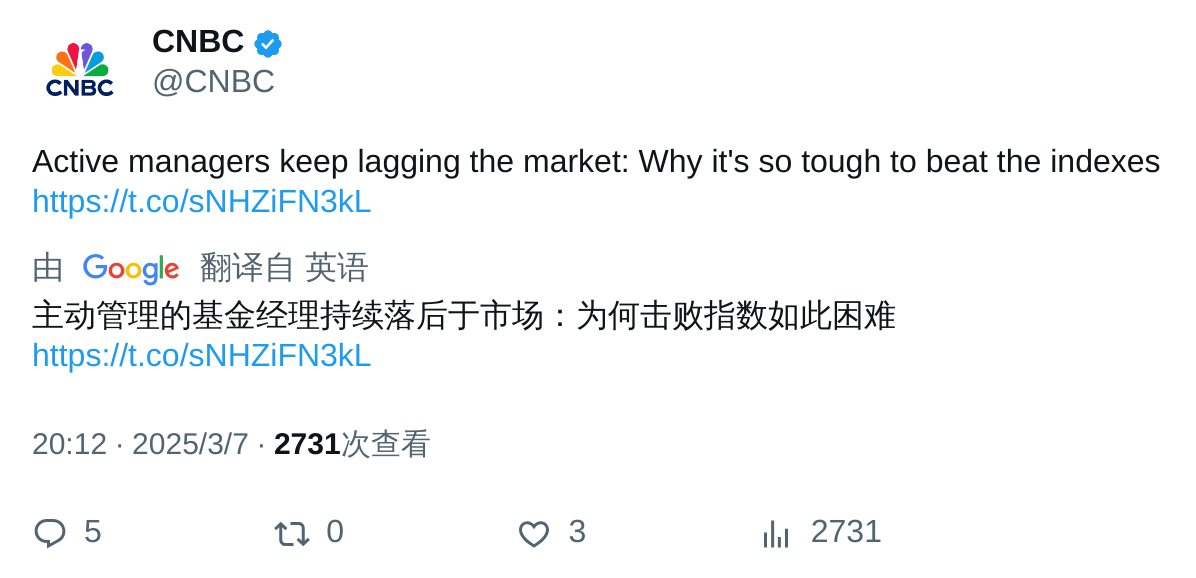 CNBC
CNBC
@CNBC
Active managers keep lagging the market: Why it's so tough to beat the indexes
https://t.co/sNHZiFN3kL
由 Google 翻译自 英语
主动管理的基金经理持续落后于市场：为何击败指数如此困难
https://t.co/sNHZiFN3kL
20:12 · 2025/3/7 · 2731次查看
5 0 3 2731